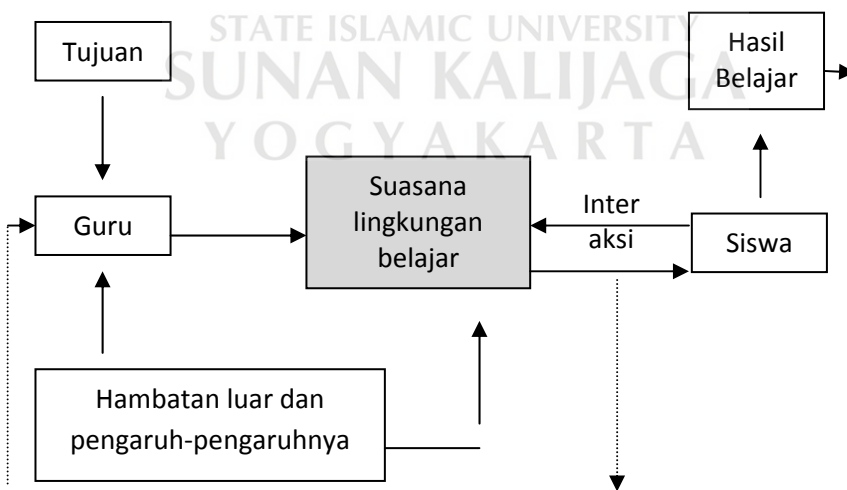 STATE ISLAMIC UNIVERSITY
SUNAN KALIJAGA
YOGYAKARTA
Tujuan
Hasil
Belajar
Guru
Suasana
lingkungan
belajar
Inter
aksi
Siswa
Hambatan luar dan
pengaruh-pengaruhnya